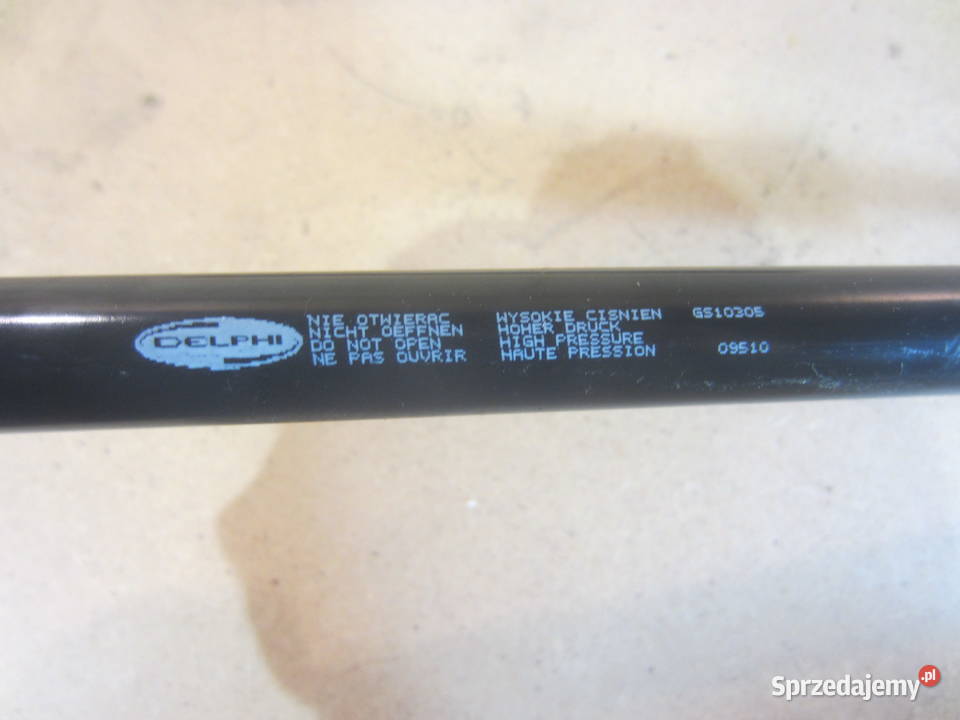 DELPHI
NIE OTWIERAC
NICHT OEFFNEN
DO NOT OPEN
NE PAS OUVRIR
WYSOKIE CISNIEN
HOHER DRUCK
HIGH PRESSURE
HAUTE PRESSION
GS10305
09510
Sprzedajemy.pl